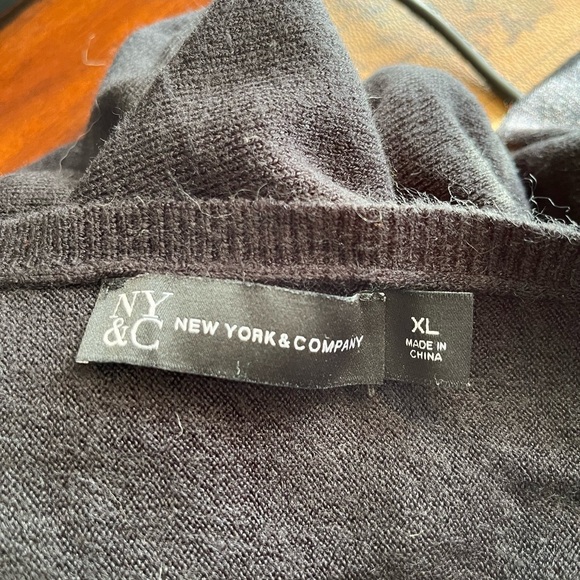 NY
&C
NEW YORK & COMPANY
XL
MADE IN
CHINA